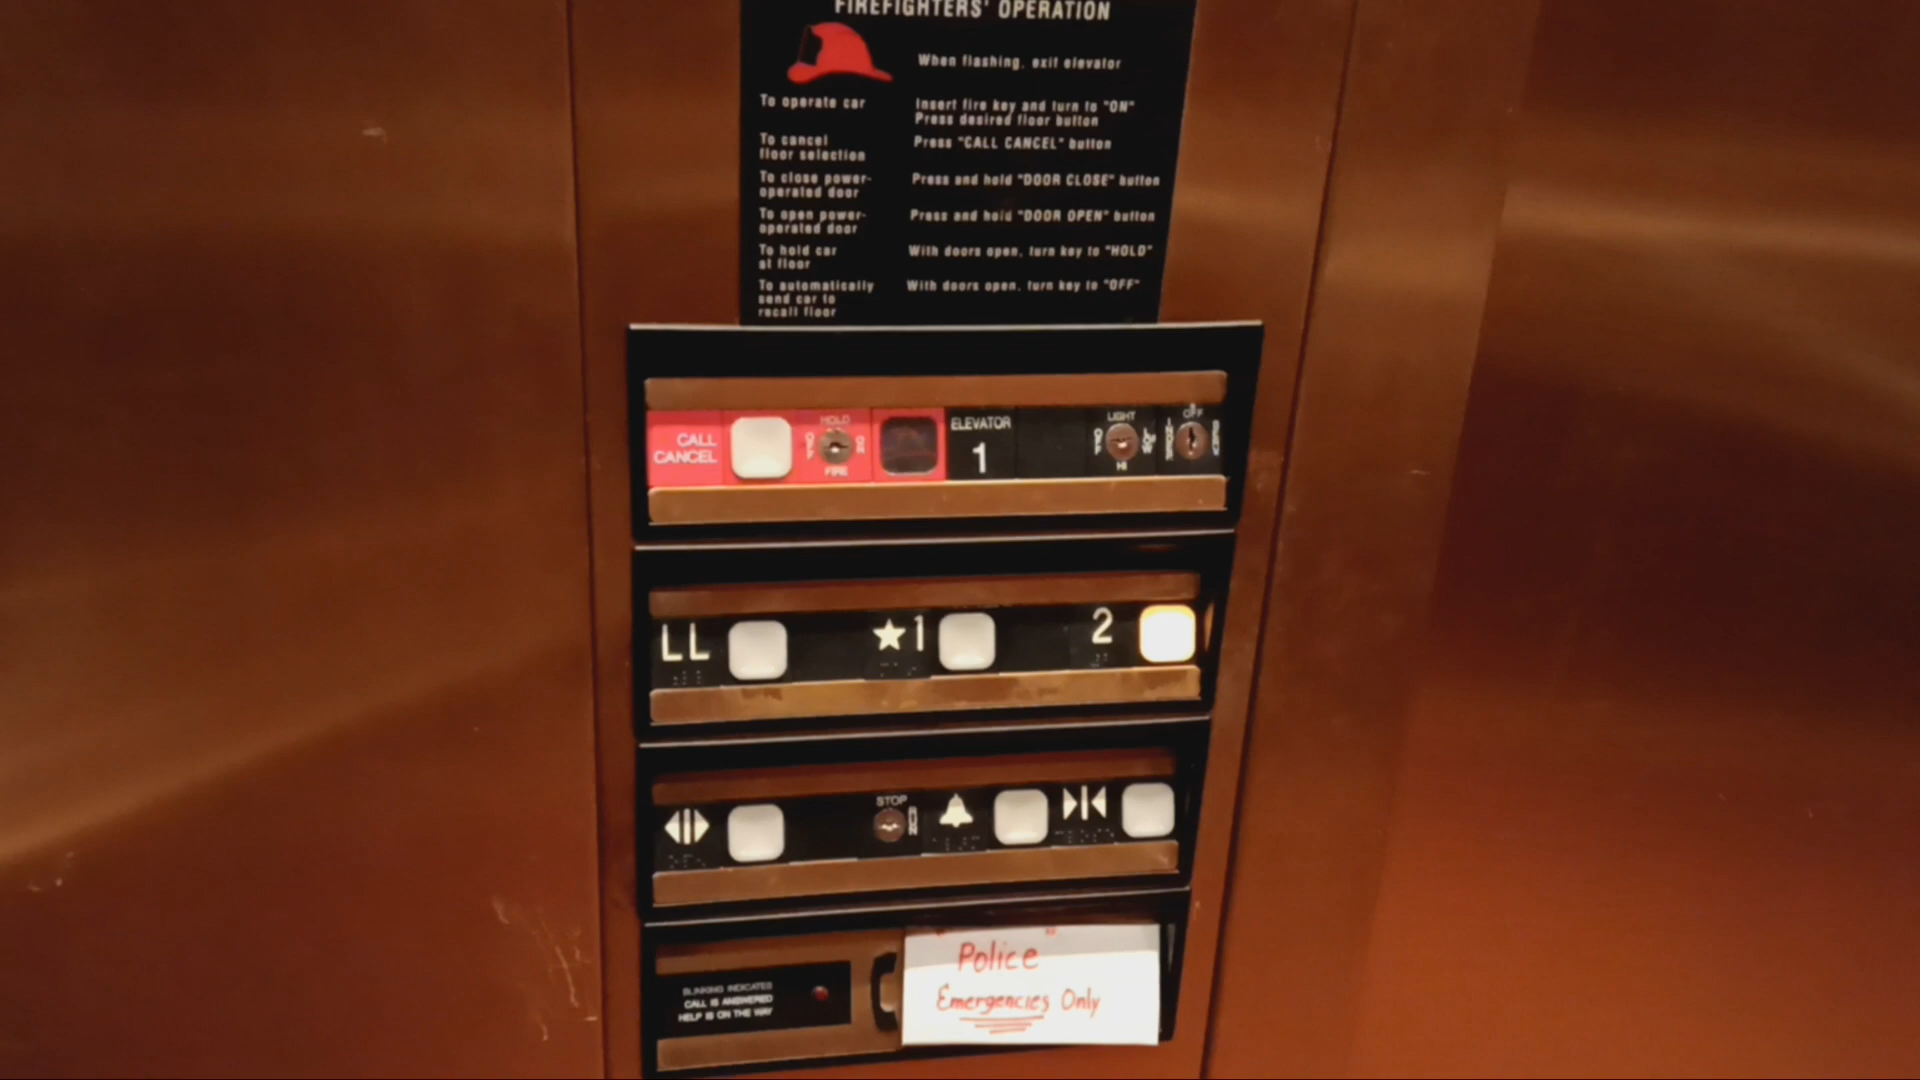 FIREFIGHTERS' OPERATION
When flashing, exit elevator
To operate car
Insert fire key and turn to "ON"
Press desired floor button
To cancel
floor selection
Press "CALL CANCEL" button
To close power-
operated door
Press and hold "DOOR CLOSE" button
To open power-
operated door
Press and hold "DOOR OPEN" button
To hold car
at floor
With doors open, turn key to "HOLD"
To automatically
send car to
recall floor
With doors open, turn key to "OFF"
CALL
CANCEL
HOLD
OFF
ON
FIRE
ELEVATOR
1
LIGHT
OFF
LOW
HI
OFF
LL
★1
2
STOP
RUN
BLINKING INDICATES
CALL IS ANSWERED
HELP IS ON THE WAY
Police
Emergencies Only